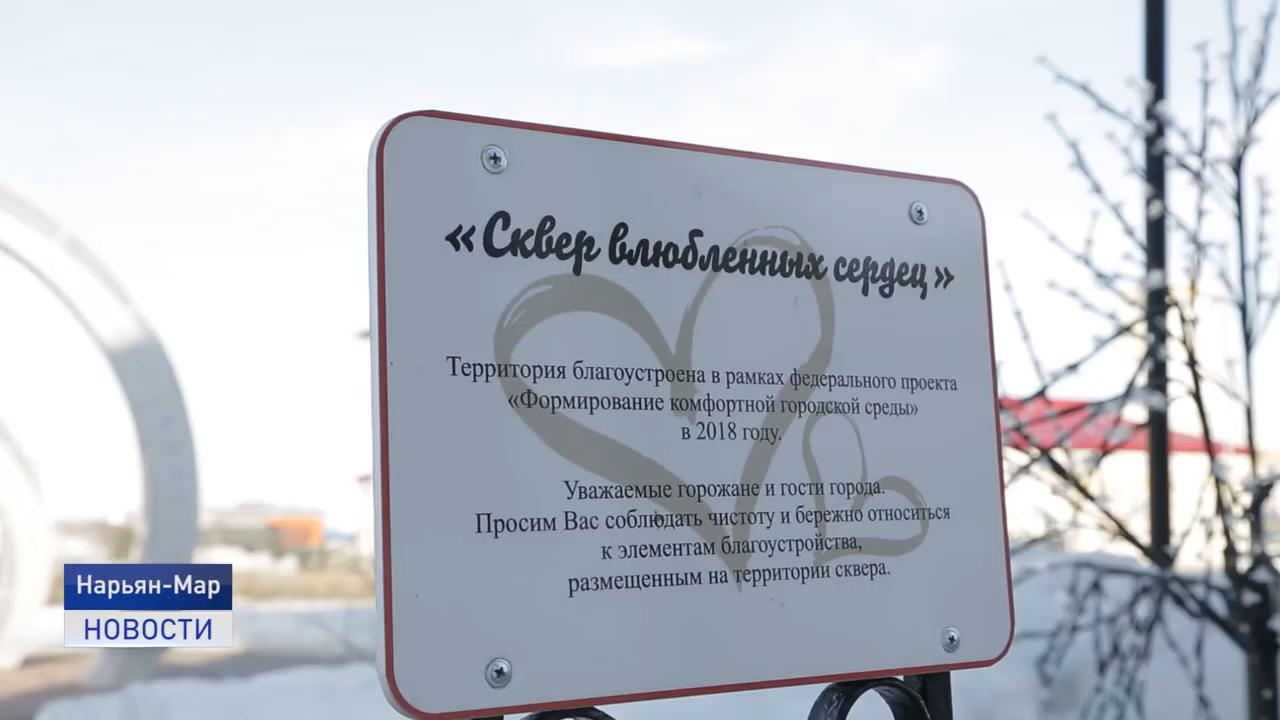 «Сквер влюбленных сердец»
Территория благоустроена в рамках федерального проекта
«Формирование комфортной городской среды»
в 2018 году.
Уважаемые горожане и гости города.
Просим Вас соблюдать чистоту и бережно относиться
к элементам благоустройства,
размещенным на территории сквера.
Нарьян-Мар
НОВОСТИ